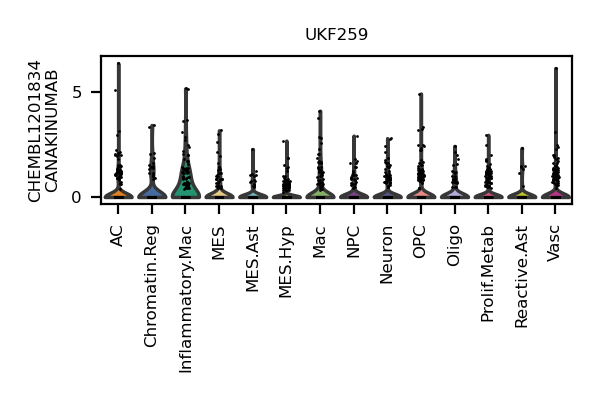 UKF259
CHEMBL1201834
CANAKINUMAB
5
0
AC
Chromatin.Reg
Inflammatory.Mac
MES
MES.Ast
MES.Hyp
Mac
NPC
Neuron
OPC
Oligo
Prolif.Metab
Reactive.Ast
Vasc